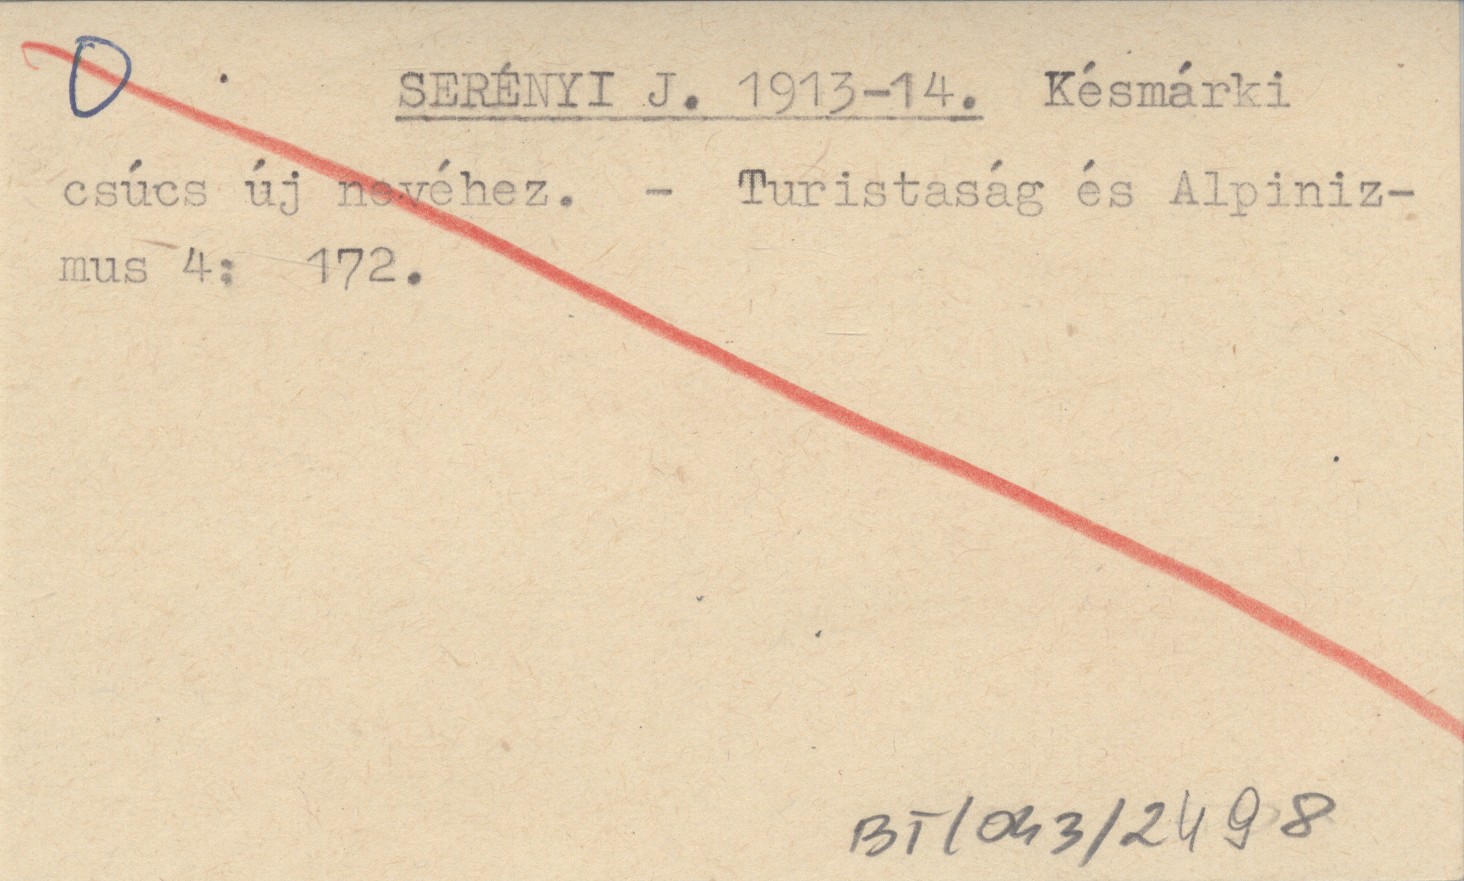 SERÉNYI J. 1913-14. Késmárki
csúcs új nevéhez. - Turistaság és Alpiniz-
mus 4: 172.
BT/043/2498